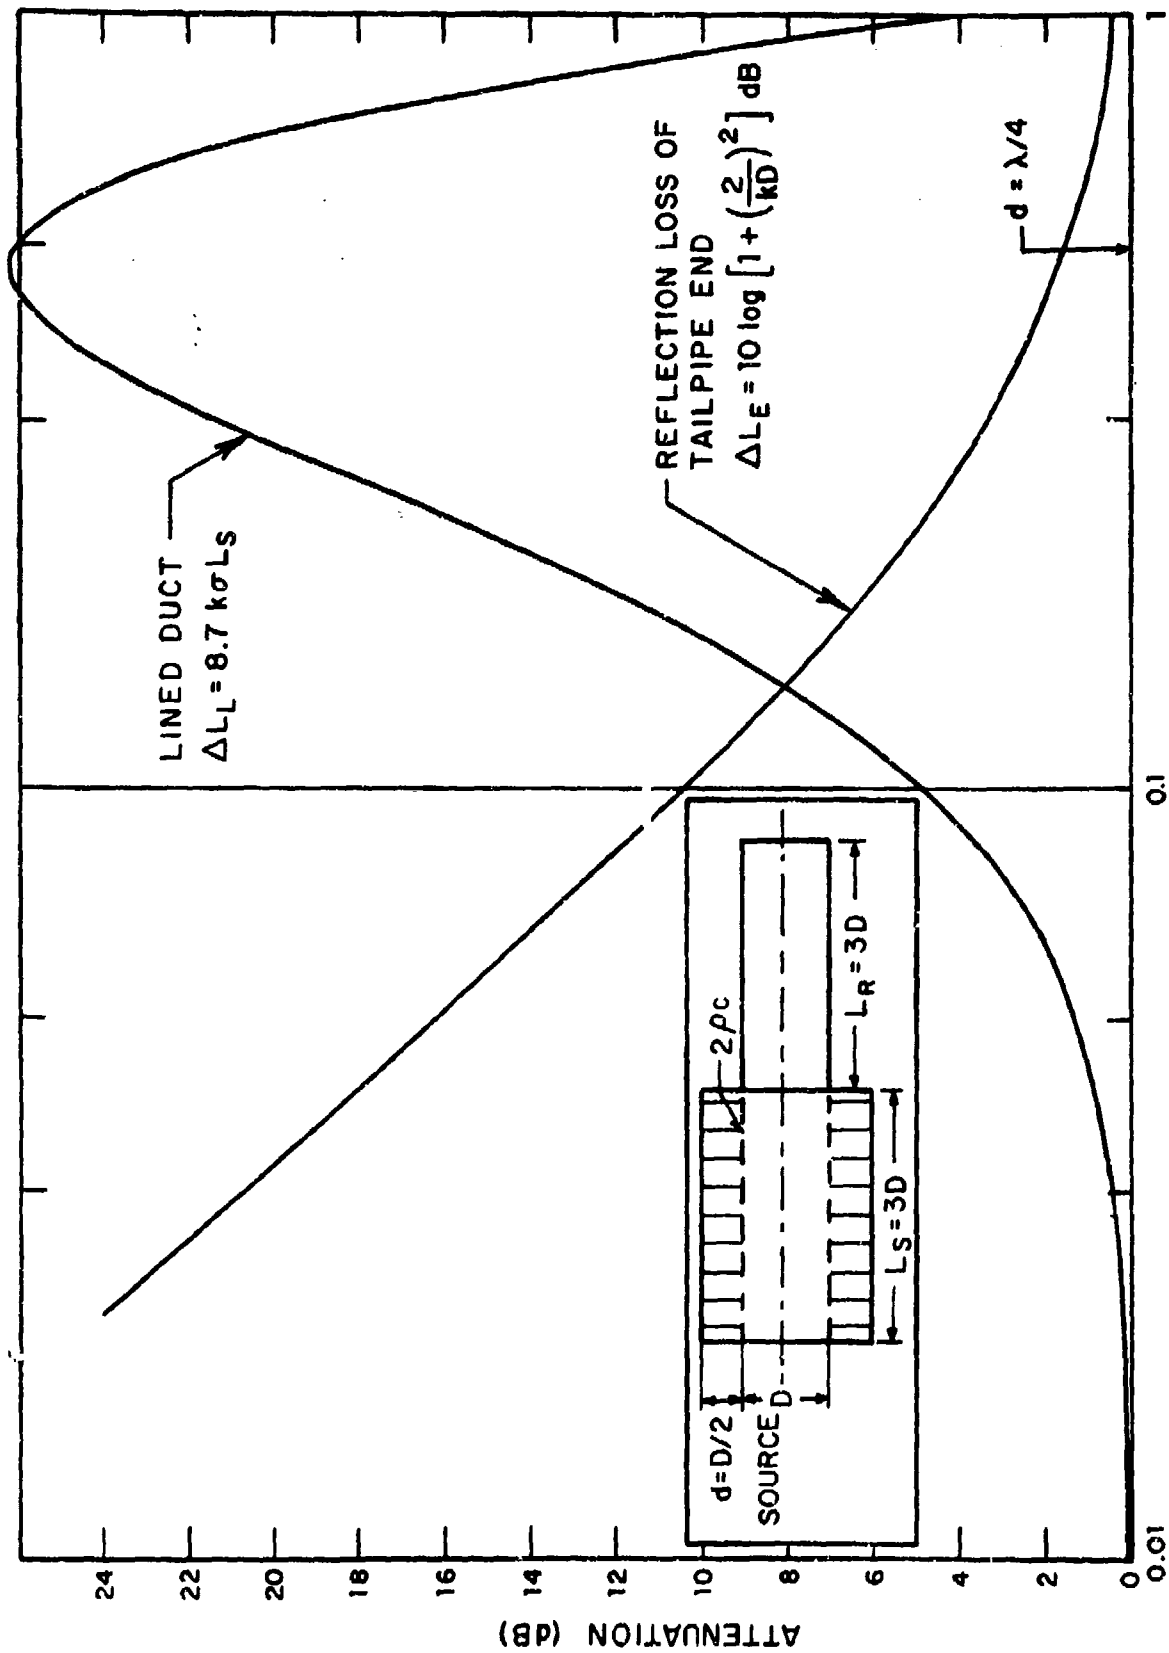 ATTENUATION (dB)
24
22
20
18
16
14
12
10
8
6
4
2
0
0.01
0.1
1
LINED DUCT
ΔL_L = 8.7 kσL_S
REFLECTION LOSS OF
TAILPIPE END
ΔL_E = 10 log [1 + (2/kD)²] dB
d = λ/4
d = D/2
SOURCE
D
2ρc
L_S = 3D
L_R = 3D